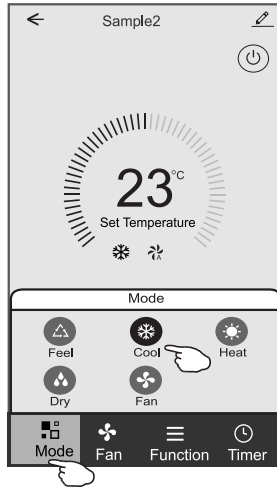 Sample2
23°C
Set Temperature
A
Mode
Feel Cool Heat
Dry Fan
Mode Fan Function Timer